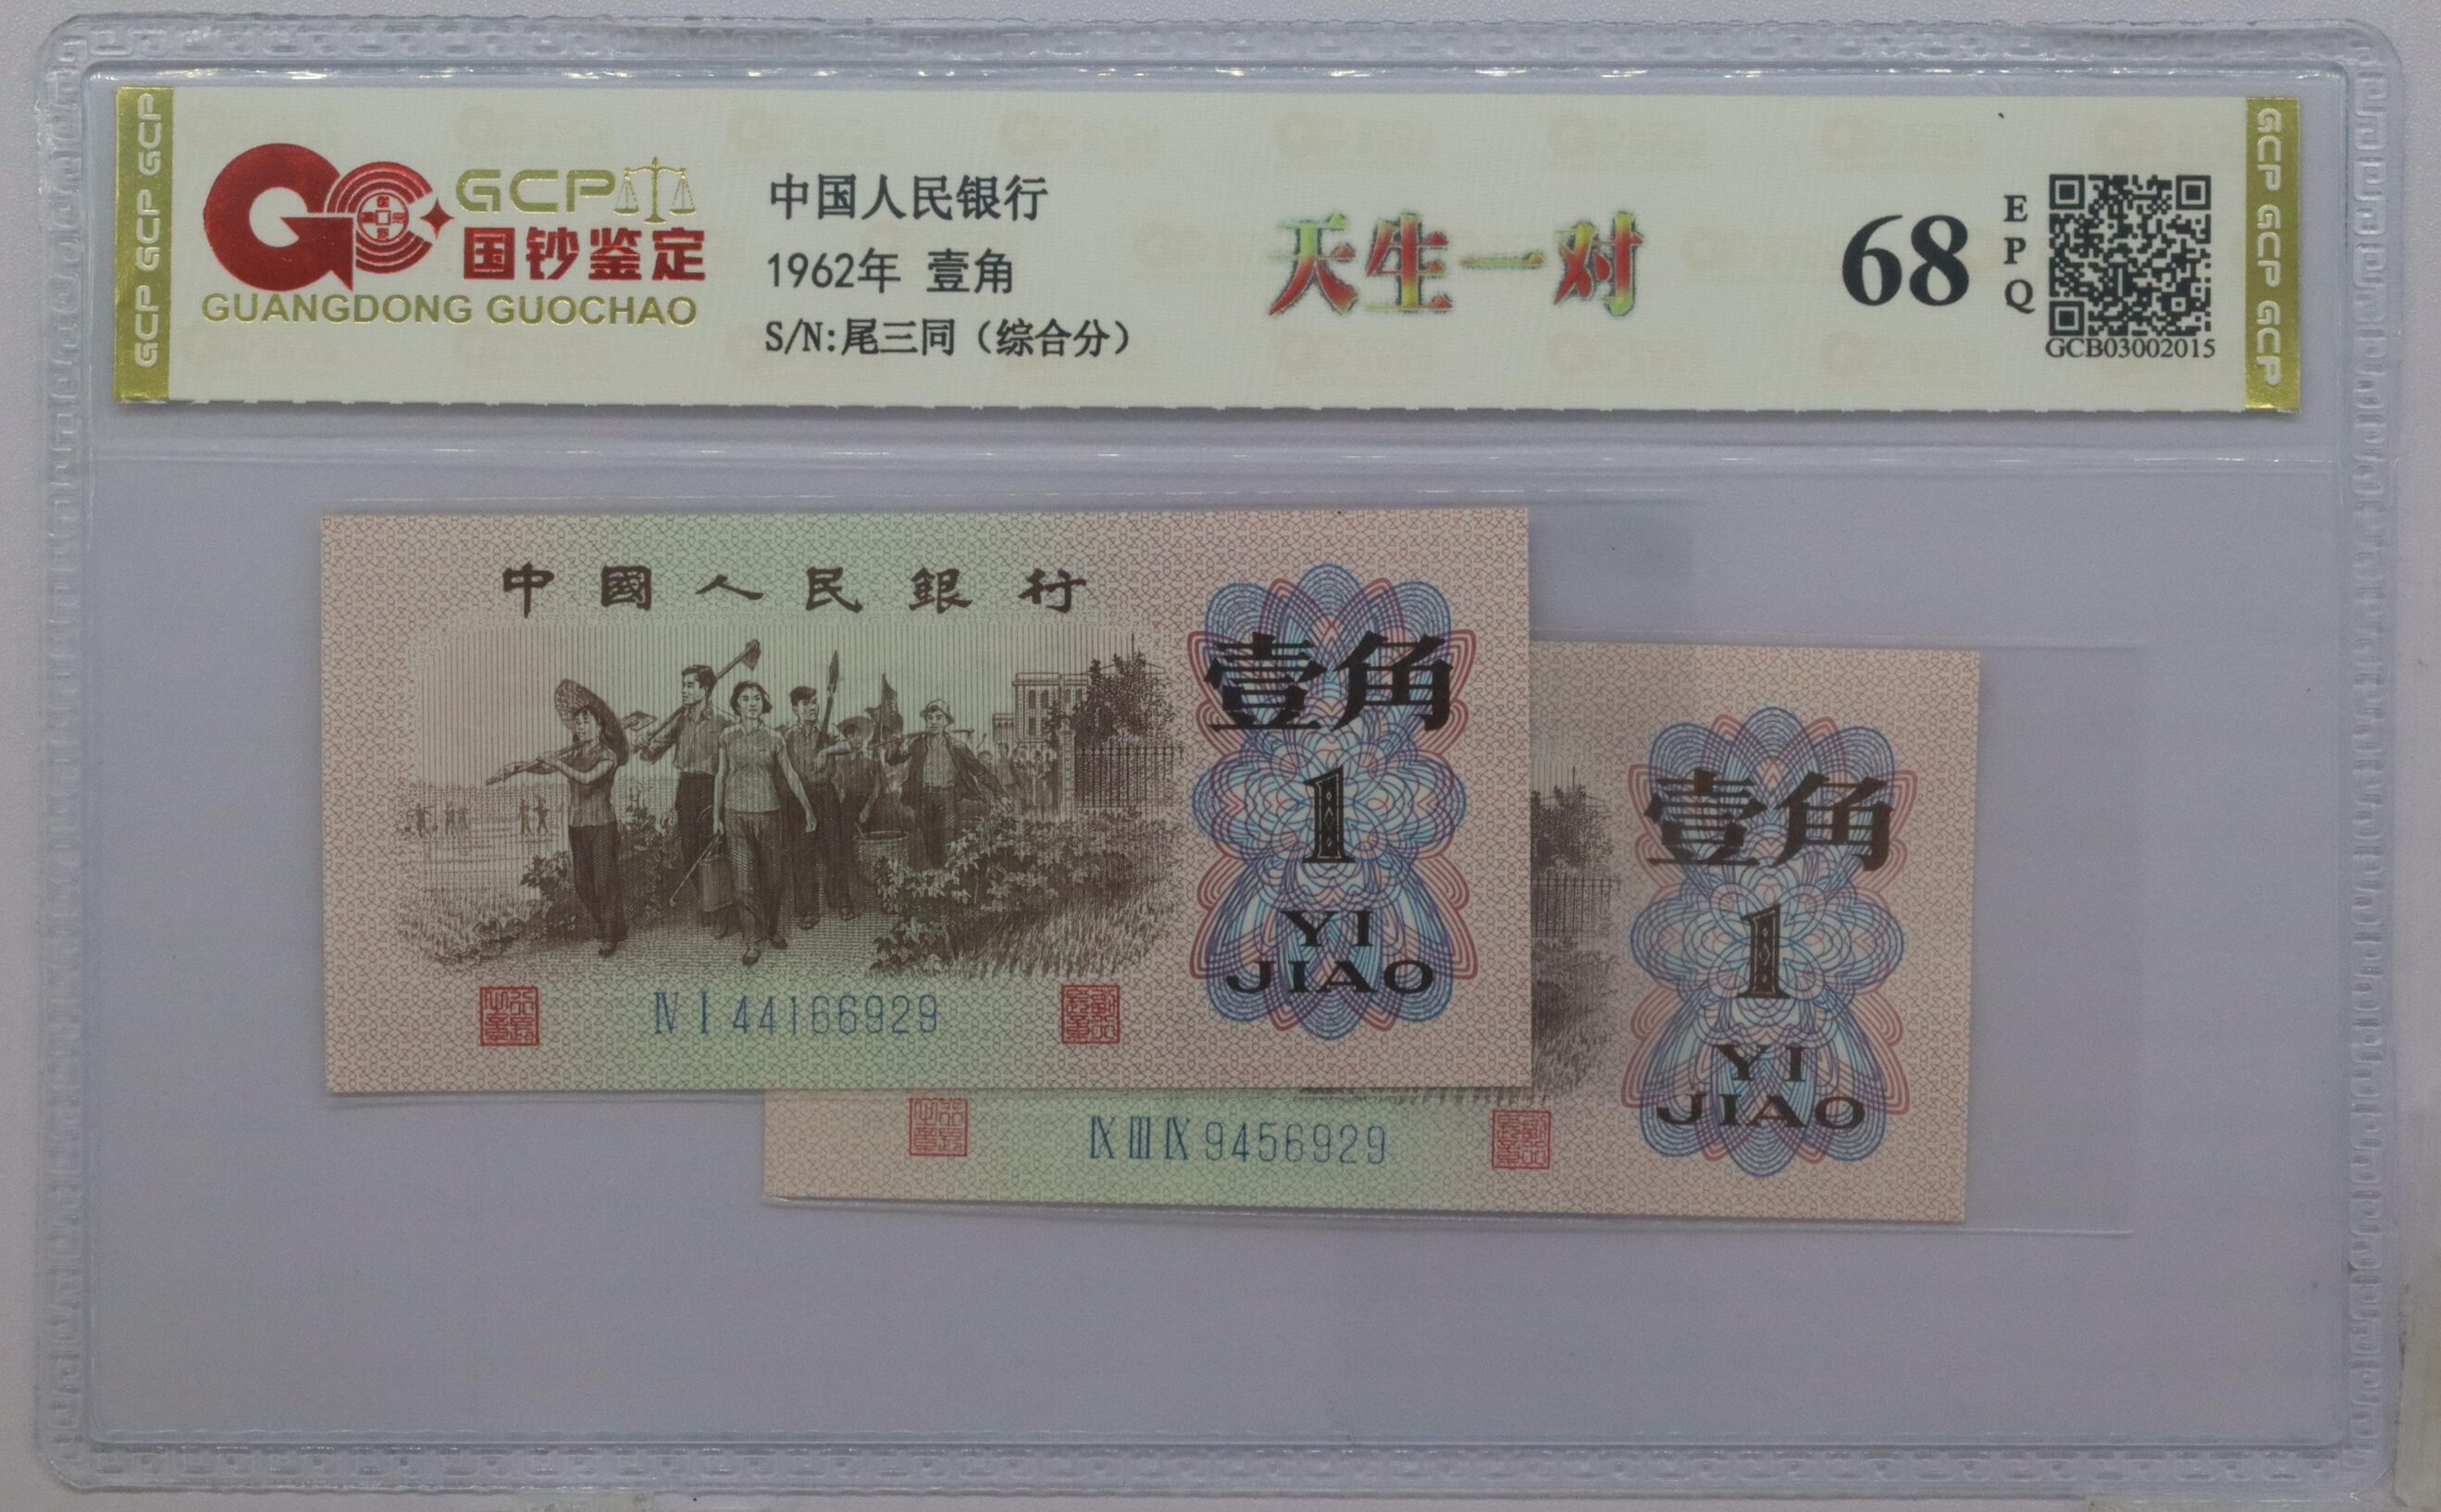 GCP GCP GCP
GCP
国钞鉴定
GUANGDONG GUOCHAO
中国人民银行
1962年 壹角
S/N:尾三同（综合分）
天生一对
68
EPQ
GCB03002015
GCP GCP GCP
中國人民銀行
壹角
1
YI
JIAO
Ⅳ Ⅰ 44166929
壹角
1
YI
JIAO
Ⅸ Ⅲ Ⅸ 9456929